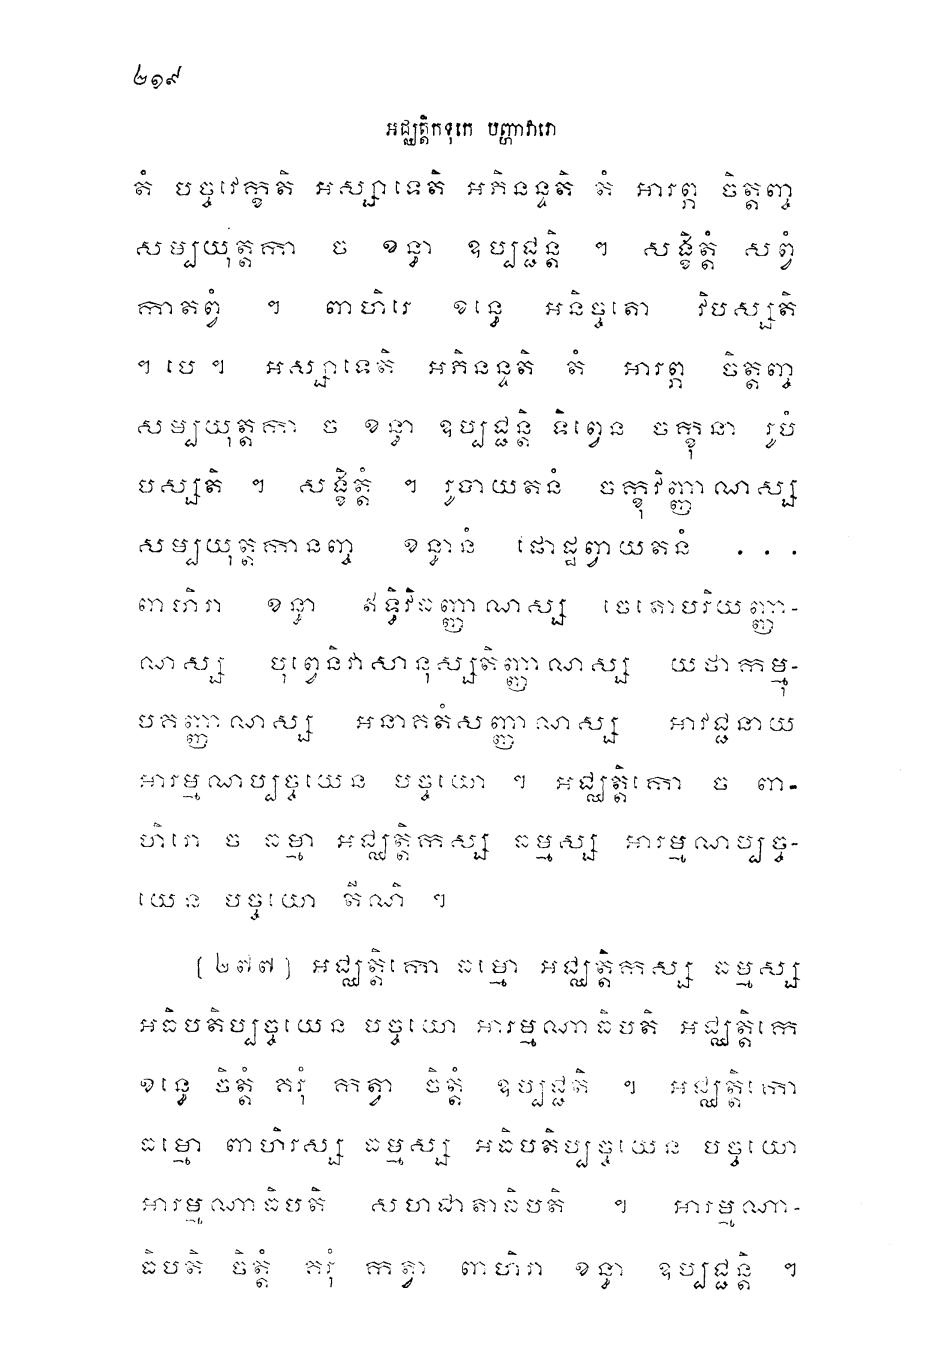 ២១៩
អជ្ឈត្តិកទុកេ បញ្ហាវារោ
តំ បច្ចវេក្ខតិ អស្សាទេតិ អភិនន្ទតិ តំ អារព្ភ ចិត្តញ្ច
សម្បយុត្តកា ច ខន្ធា ឧប្បជ្ជន្តិ ។ សង្ខិត្តំ សព្វំ
កាតព្វំ ។ ពាហិរេ ខន្ធេ អនិច្ចតោ វិបស្សតិ
។ បេ ។ អស្សាទេតិ អភិនន្ទតិ តំ អារព្ភ ចិត្តញ្ច
សម្បយុត្តកា ច ខន្ធា ឧប្បជ្ជន្តិ ទិព្វេន ចក្ខុនា រូបំ
បស្សតិ ។ សង្ខិត្តំ ។ រូបាយតនំ ចក្ខុវិញ្ញាណស្ស
សម្បយុត្តកានញ្ច ខន្ធានំ ផោដ្ឋព្វាយតនំ . . .
ពាហិរា ខន្ធា ឥទ្ធិវិធញ្ញាណស្ស ចេតោបរិយញ្ញា-
ណស្ស បុព្វេនិវាសានុស្សតិញ្ញាណស្ស យថាកម្មុ-
បគញ្ញាណស្ស អនាគតំសញ្ញាណស្ស អាវជ្ជនាយ
អារម្មណប្បច្ចយេន បច្ចយោ ។ អជ្ឈត្តិកោ ច ពា-
ហិរោ ច ធម្មា អជ្ឈត្តិកស្ស ធម្មស្ស អារម្មណប្បច្ច-
យេន បច្ចយោ តីណិ ។
(២៧៧) អជ្ឈត្តិកោ ធម្មោ អជ្ឈត្តិកស្ស ធម្មស្ស
អធិបតិប្បច្ចយេន បច្ចយោ អារម្មណាធិបតិ អជ្ឈត្តិកេ
ខន្ធេ ចិត្តំ គរុំ កត្វា ចិត្តំ ឧប្បជ្ជតិ ។ អជ្ឈត្តិកោ
ធម្មោ ពាហិរស្ស ធម្មស្ស អធិបតិប្បច្ចយេន បច្ចយោ
អារម្មណាធិបតិ សហជាតាធិបតិ ។ អារម្មណា-
ធិបតិ ចិត្តំ គរុំ កត្វា ពាហិរា ខន្ធា ឧប្បជ្ជន្តិ ។